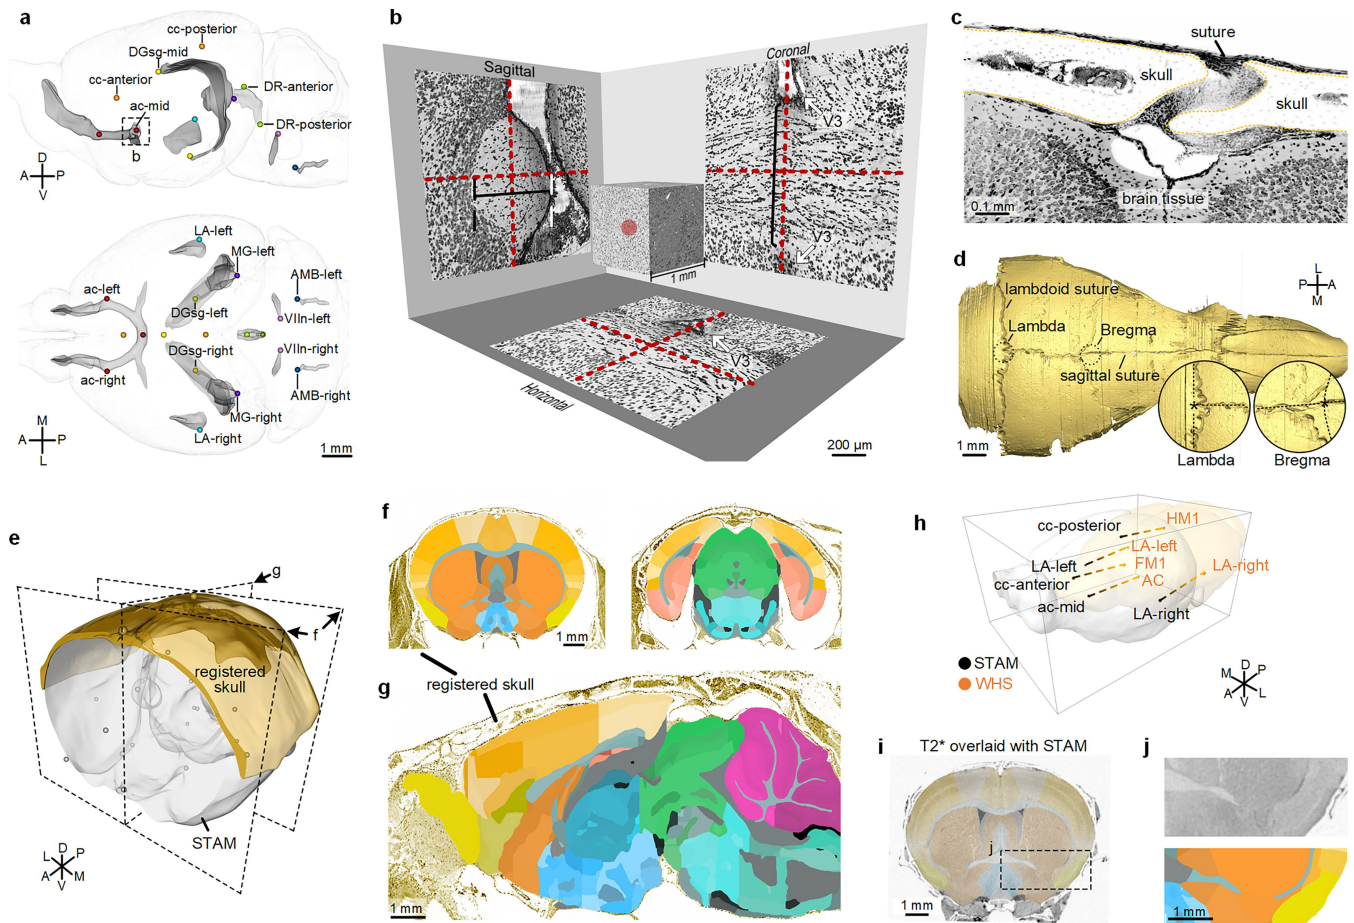 a
cc-posterior
DGsg-mid
cc-anterior
DR-anterior
ac-mid
DR-posterior
b
D
A P
V
LA-left
MG-left
ac-left
AMB-left
DGsg-left
VIIn-left
DGsg-right
VIIn-right
ac-right
AMB-right
MG-right
LA-right
M
A P
L
1 mm
b
Sagittal
Coronal
V3
V3
1 mm
V3
Horizontal
200 µm
c
suture
skull
skull
brain tissue
0.1 mm
d
lambdoid suture
Lambda
Bregma
sagittal suture
L
P A
M
*
*
1 mm
Lambda
Bregma
e
g
f
registered
skull
STAM
L D P
A V M
f
1 mm
1 mm
registered skull
g
1 mm
h
cc-posterior
HM1
LA-left
LA-left
cc-anterior
FM1
AC
LA-right
ac-mid
LA-right
STAM
WHS
M D P
A V L
i
T2* overlaid with STAM
j
1 mm
j
1 mm